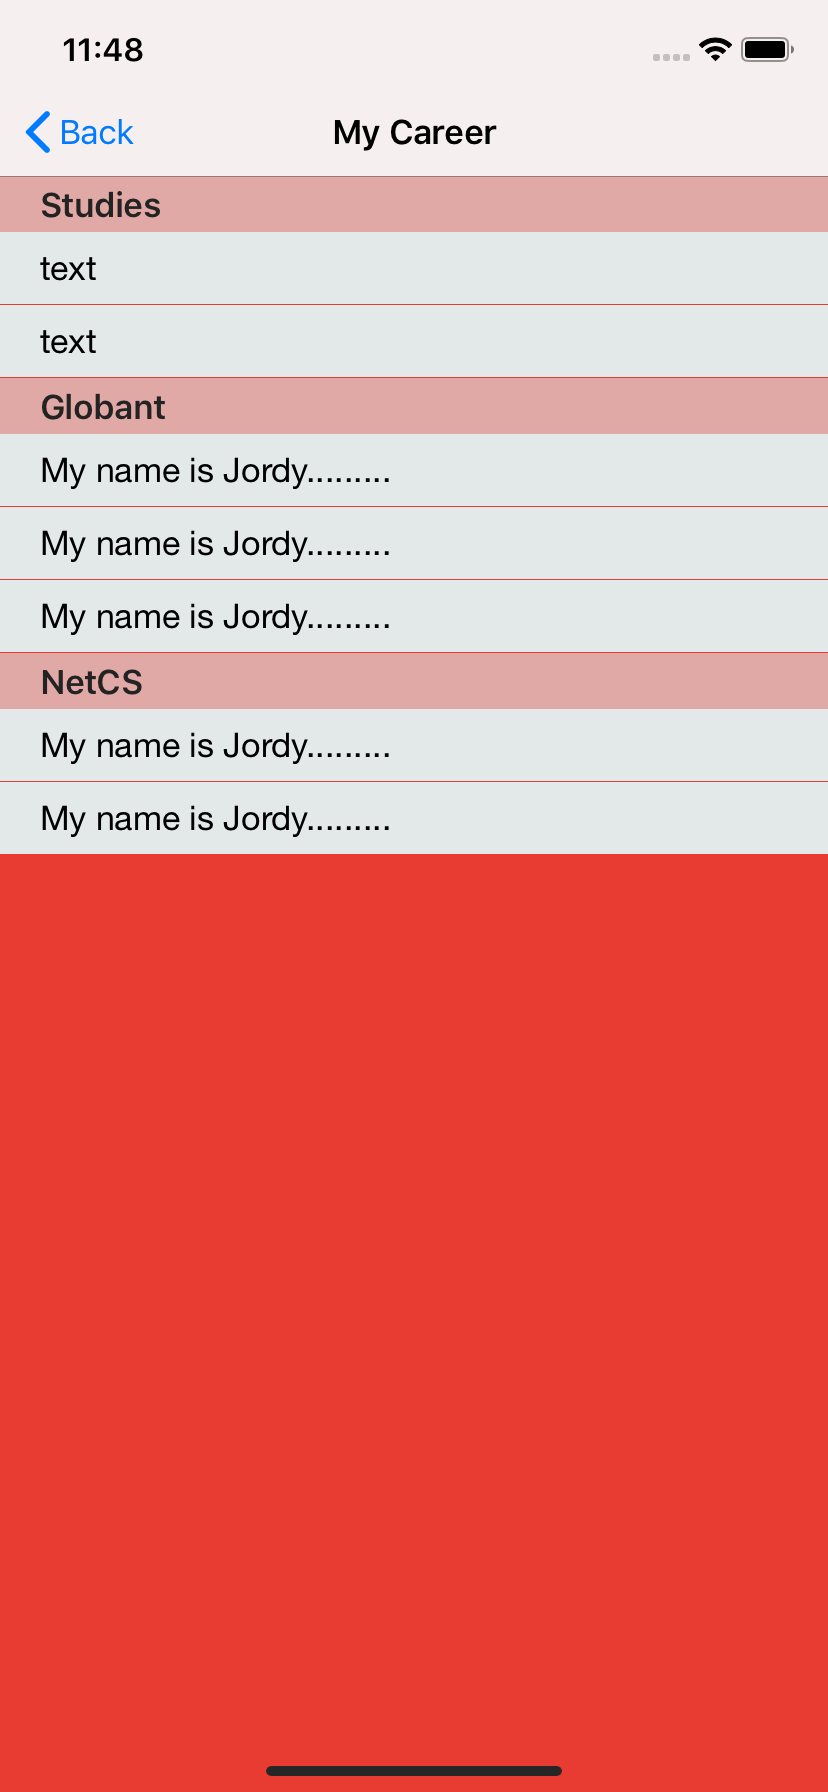 11:48
Back
My Career
Studies
text
text
Globant
My name is Jordy.........
My name is Jordy.........
My name is Jordy.........
NetCS
My name is Jordy.........
My name is Jordy.........